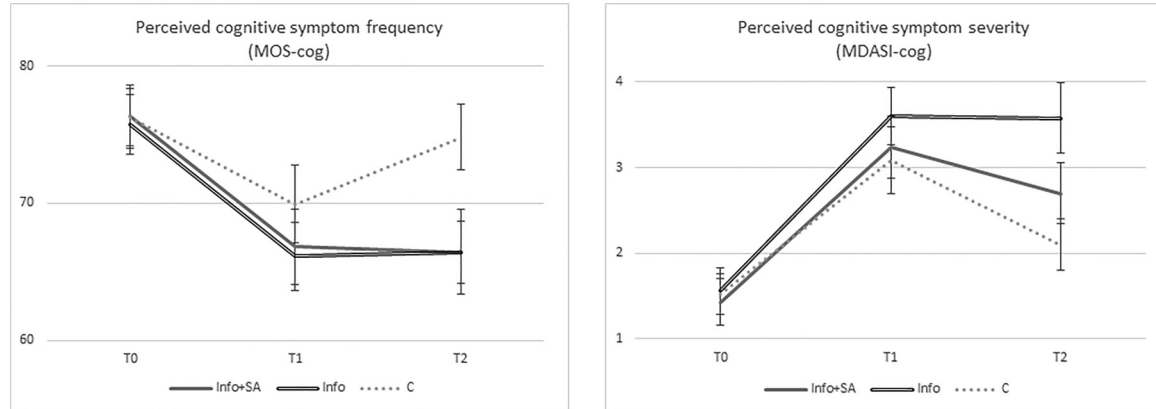 Perceived cognitive symptom frequency
(MOS-cog)
80
70
60
T0 T1 T2
Info+SA Info C
Perceived cognitive symptom severity
(MDASI-cog)
4
3
2
1
T0 T1 T2
Info+SA Info C